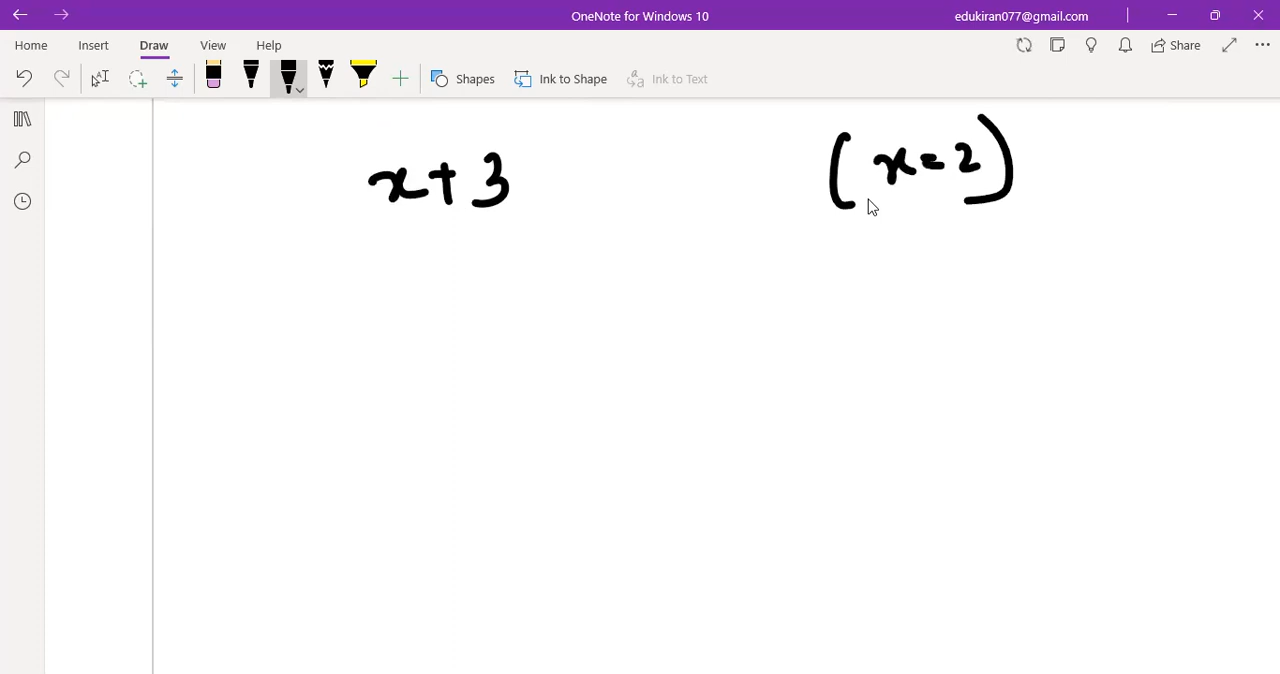 OneNote for Windows 10 edukiran077@gmail.com
Home Insert Draw View Help Share
Shapes Ink to Shape Ink to Text
x+3 (x=2)